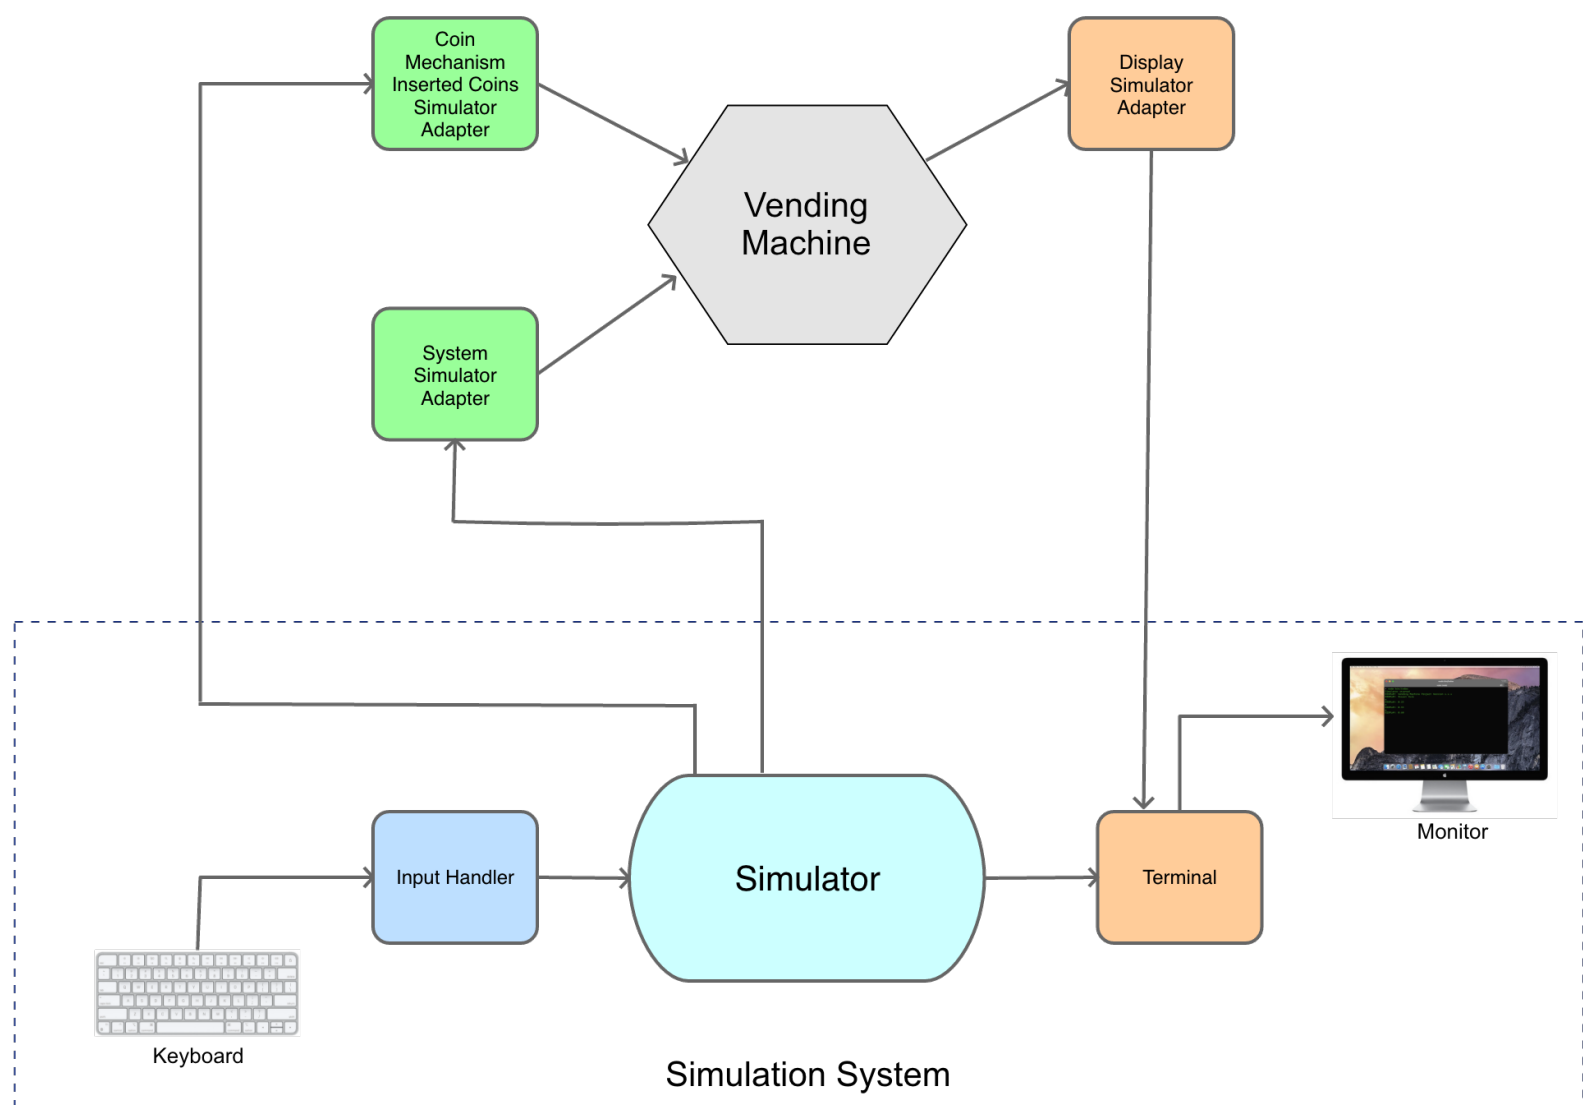 Coin
Mechanism
Inserted Coins
Simulator
Adapter
Display
Simulator
Adapter
Vending
Machine
System
Simulator
Adapter
Input Handler
Simulator
Terminal
Monitor
Keyboard
Simulation System